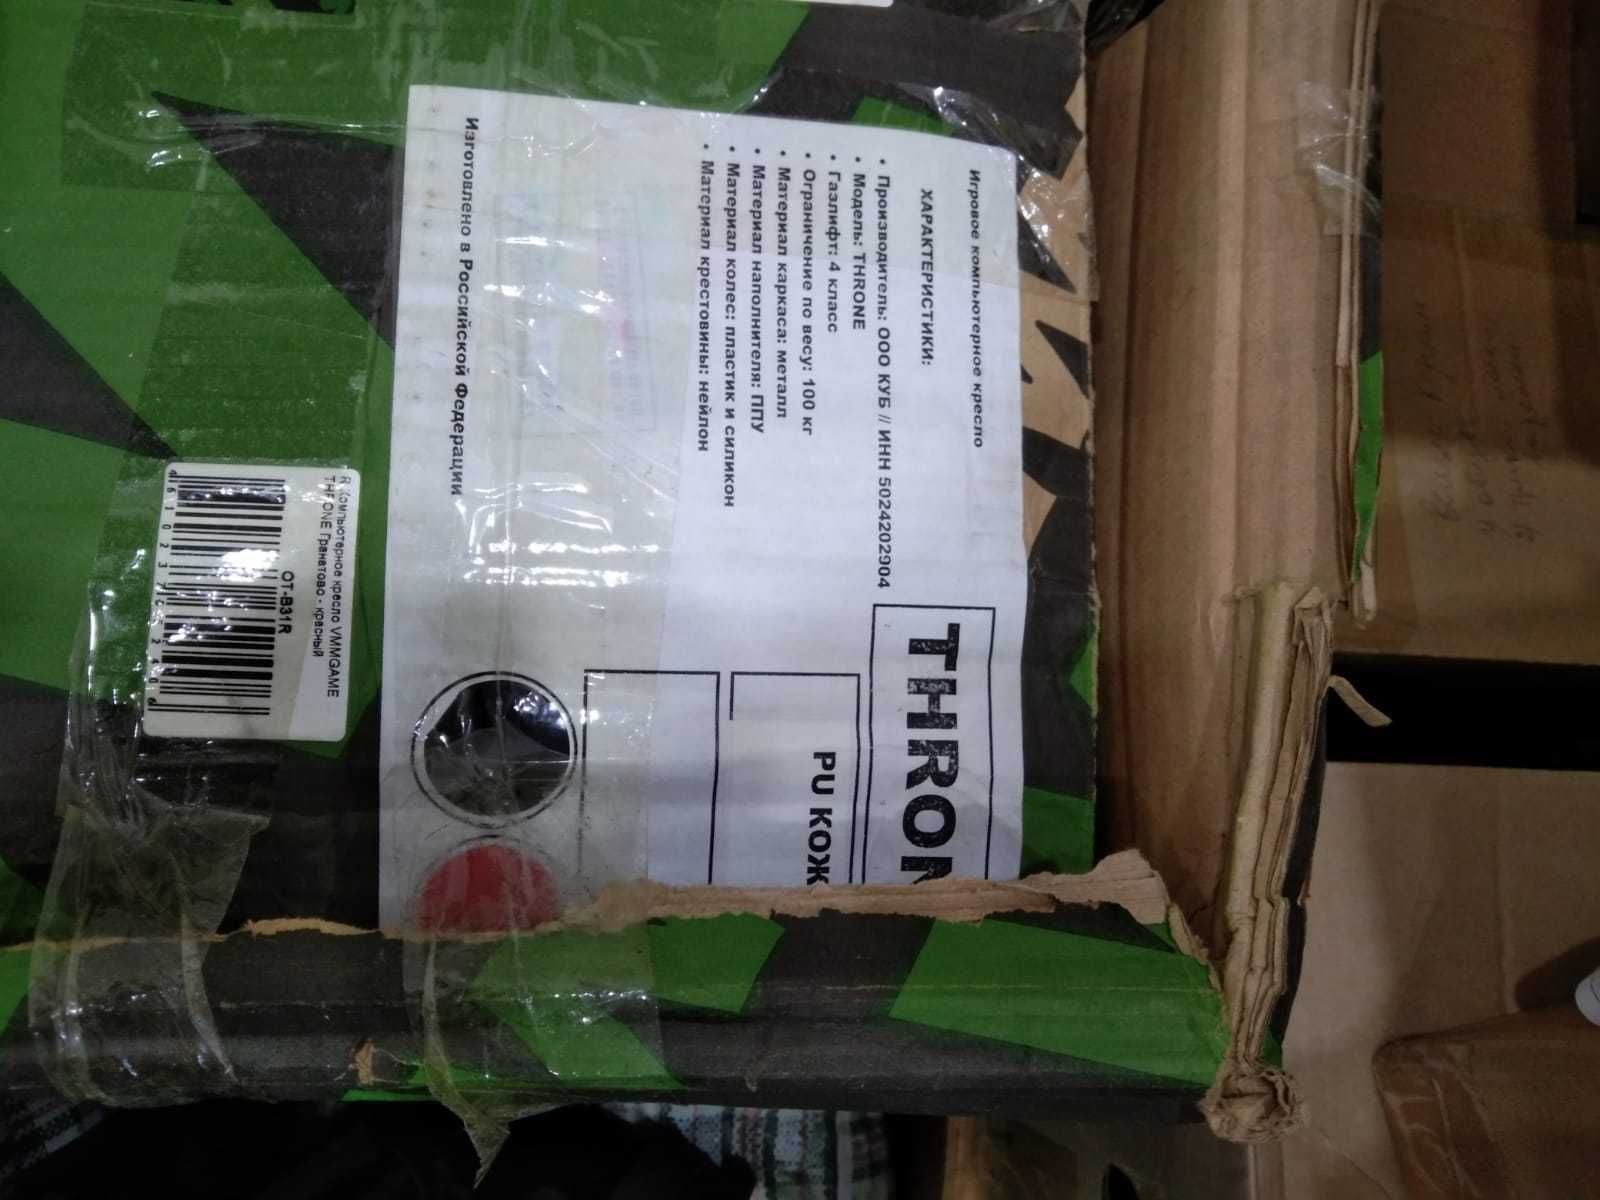 Игровое компьютерное кресло
ХАРАКТЕРИСТИКИ:
• Производитель: ООО КУБ // ИНН 5024202904
• Модель: THRONE
• Газлифт: 4 класс
• Ограничение по весу: 100 кг
• Материал каркаса: металл
• Материал наполнителя: ППУ
• Материал колес: пластик и силикон
• Материал крестовины: нейлон
Изготовлено в Российской Федерации
THRON
PU КОЖ
Компьютерное кресло VMMGAME
THRONE Гранатово - красный
OT-B31R